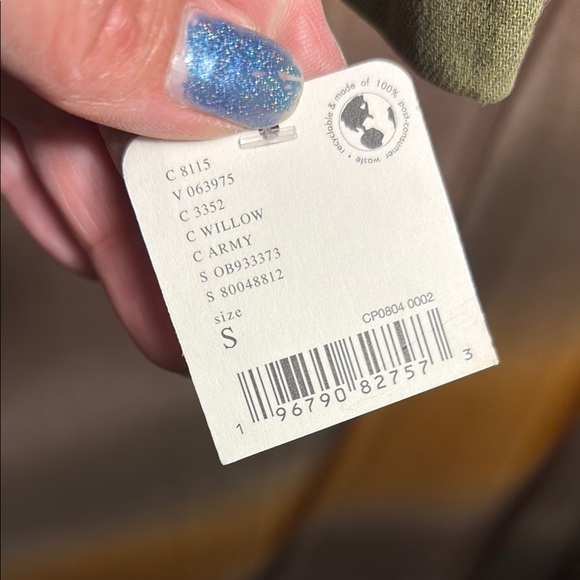 recyclable & made of 100% post-consumer waste •
C 8115
V 063975
C 3352
C WILLOW
C ARMY
S OB933373
S 80048812
size
S
CP0804 0002
1 96790 82757 3